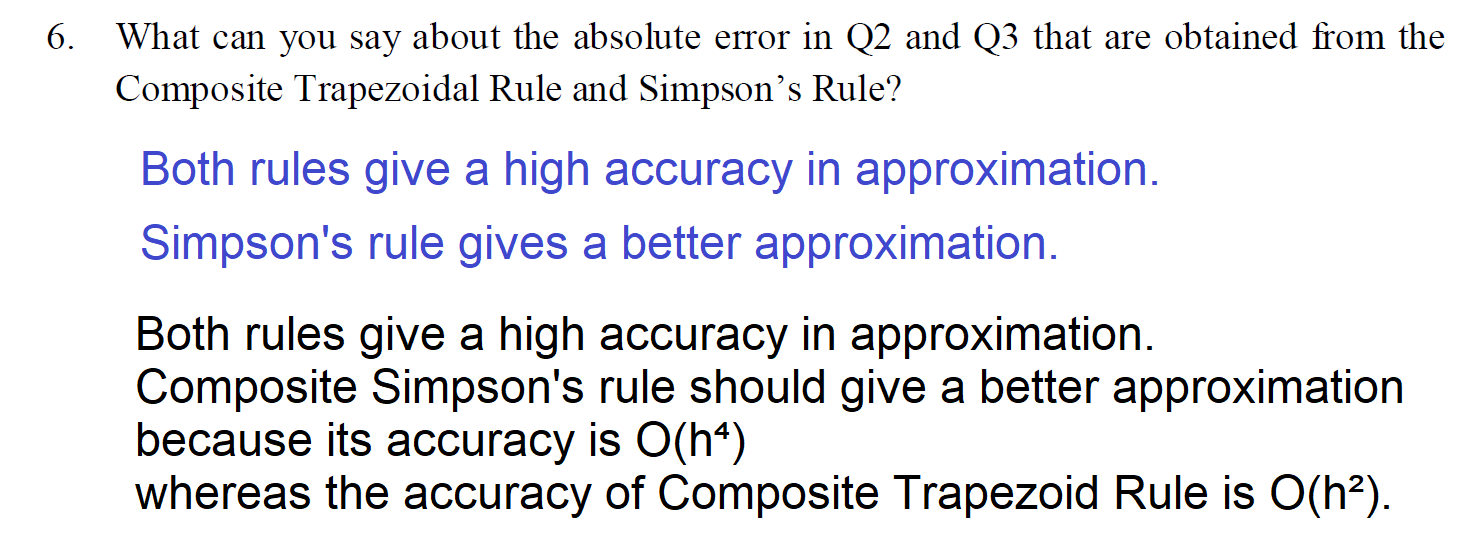 6. What can you say about the absolute error in Q2 and Q3 that are obtained from the
Composite Trapezoidal Rule and Simpson’s Rule?
Both rules give a high accuracy in approximation.
Simpson's rule gives a better approximation.
Both rules give a high accuracy in approximation.
Composite Simpson's rule should give a better approximation
because its accuracy is O(h⁴)
whereas the accuracy of Composite Trapezoid Rule is O(h²).